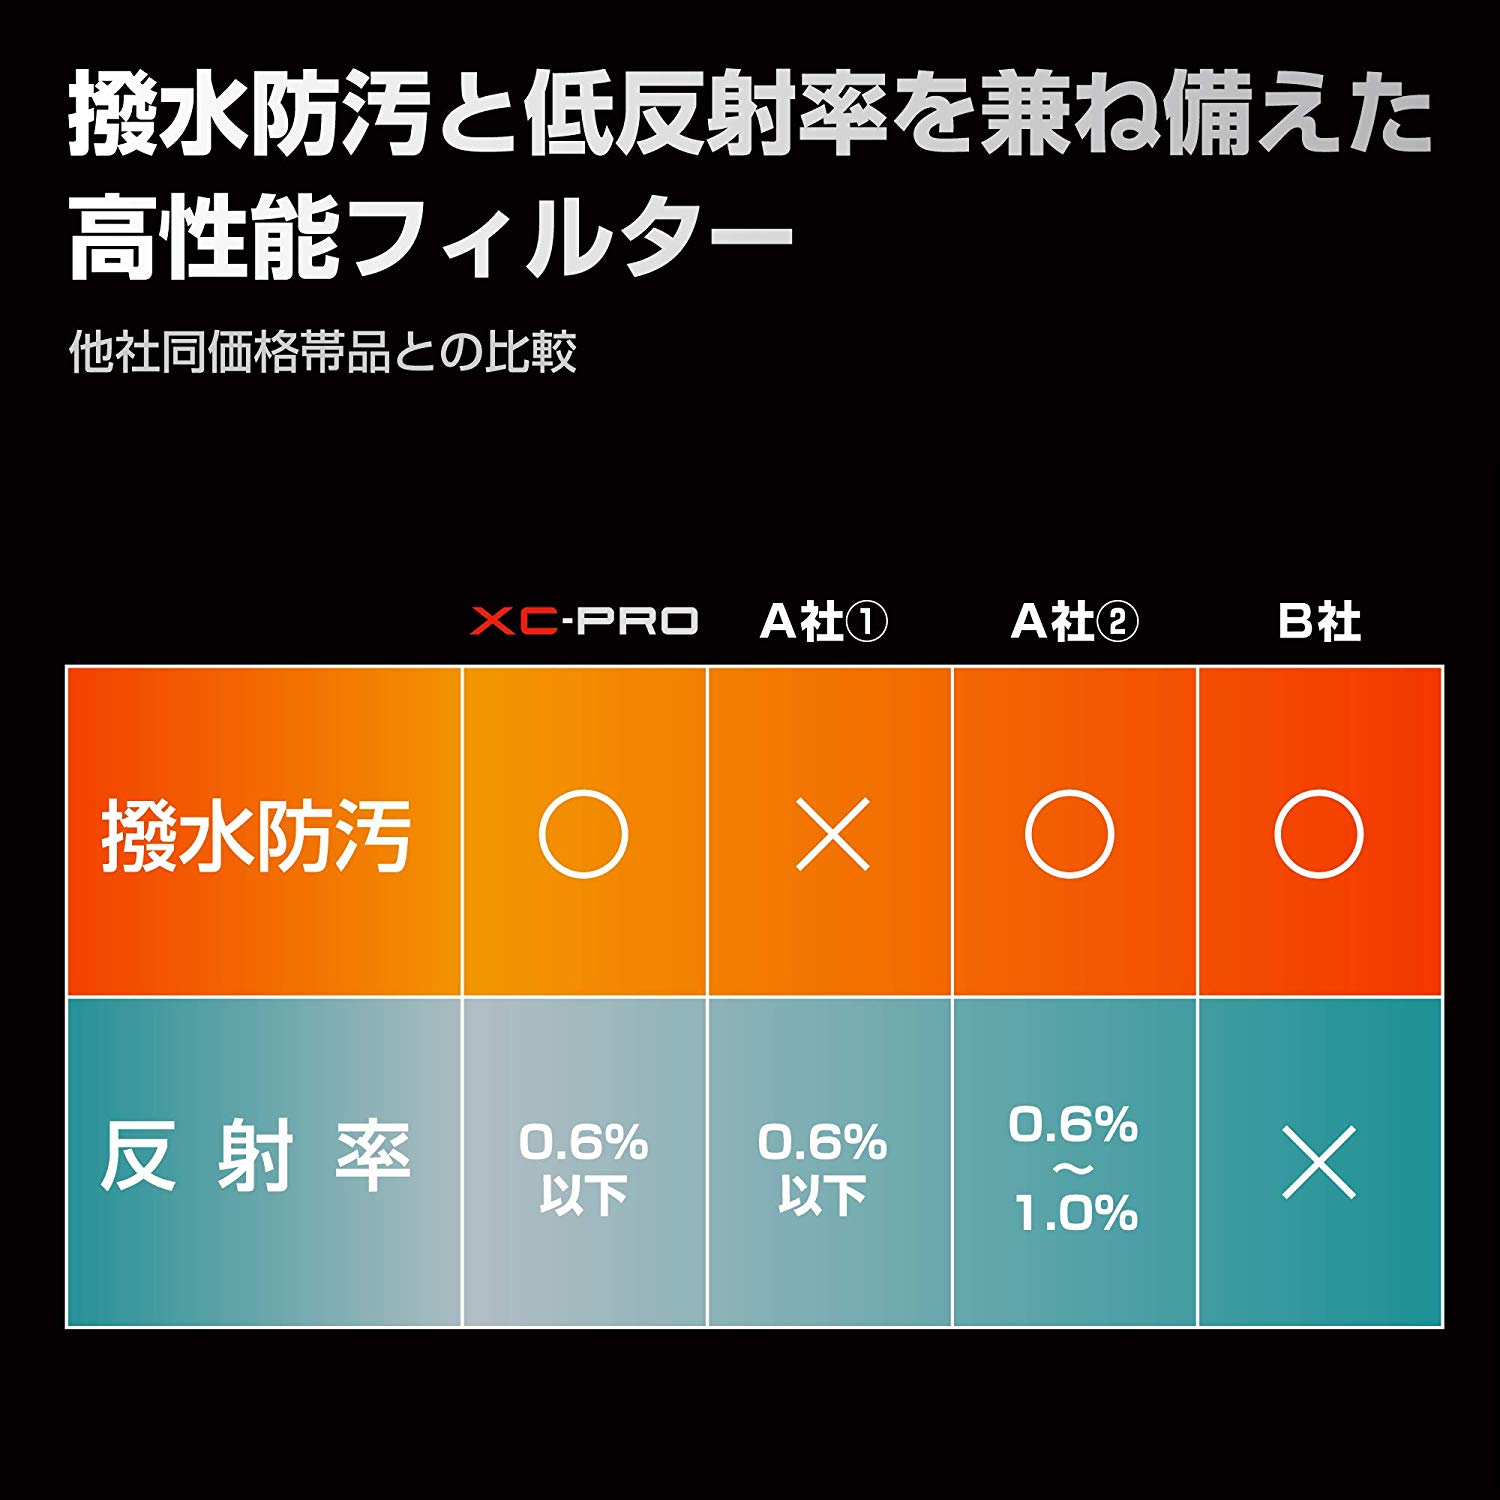 撥水防汚と低反射率を兼ね備えた
高性能フィルター
他社同価格帯品との比較
XC-PRO A社① A社② B社
撥水防汚 ○ × ○ ○
反射率 0.6%以下 0.6%以下 0.6%～1.0% ×